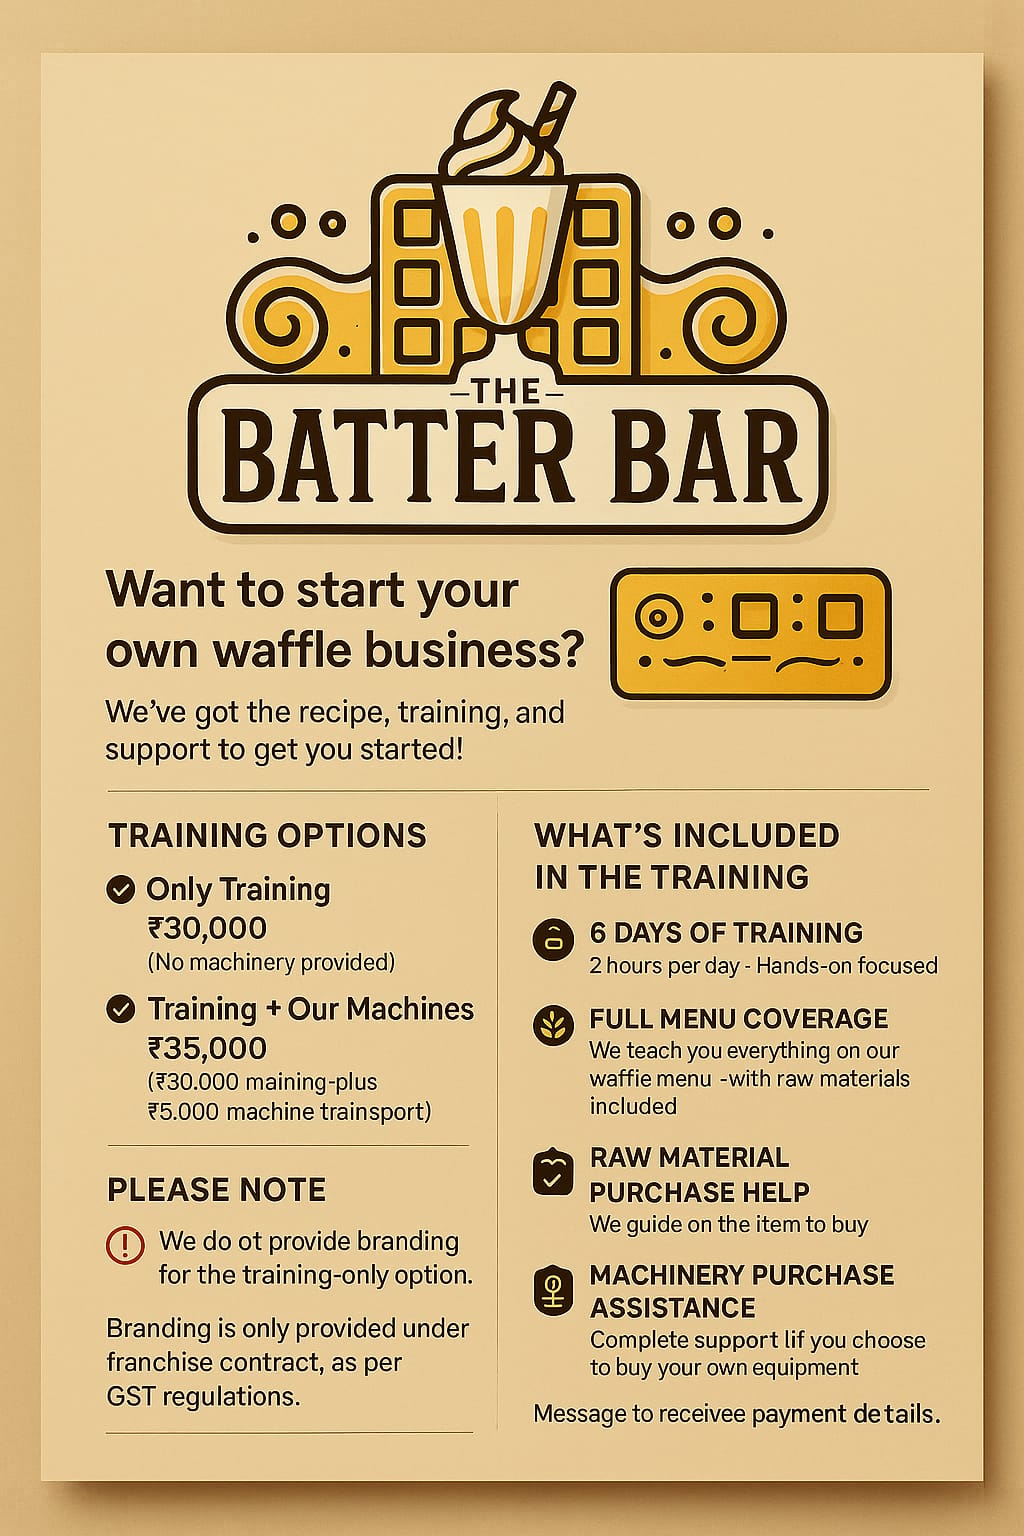 THE
BATTER BAR
Want to start your
own waffle business?
We've got the recipe, training, and
support to get you started!
TRAINING OPTIONS
Only Training
₹30,000
(No machinery provided)
Training + Our Machines
₹35,000
(₹30.000 maining-plus
₹5.000 machine trainsport)
PLEASE NOTE
We do ot provide branding
for the training-only option.
Branding is only provided under
franchise contract, as per
GST regulations.
WHAT'S INCLUDED
IN THE TRAINING
6 DAYS OF TRAINING
2 hours per day - Hands-on focused
FULL MENU COVERAGE
We teach you everything on our
waffie menu -with raw materials
included
RAW MATERIAL
PURCHASE HELP
We guide on the item to buy
MACHINERY PURCHASE
ASSISTANCE
Complete support lif you choose
to buy your own equipment
Message to receivee payment details.